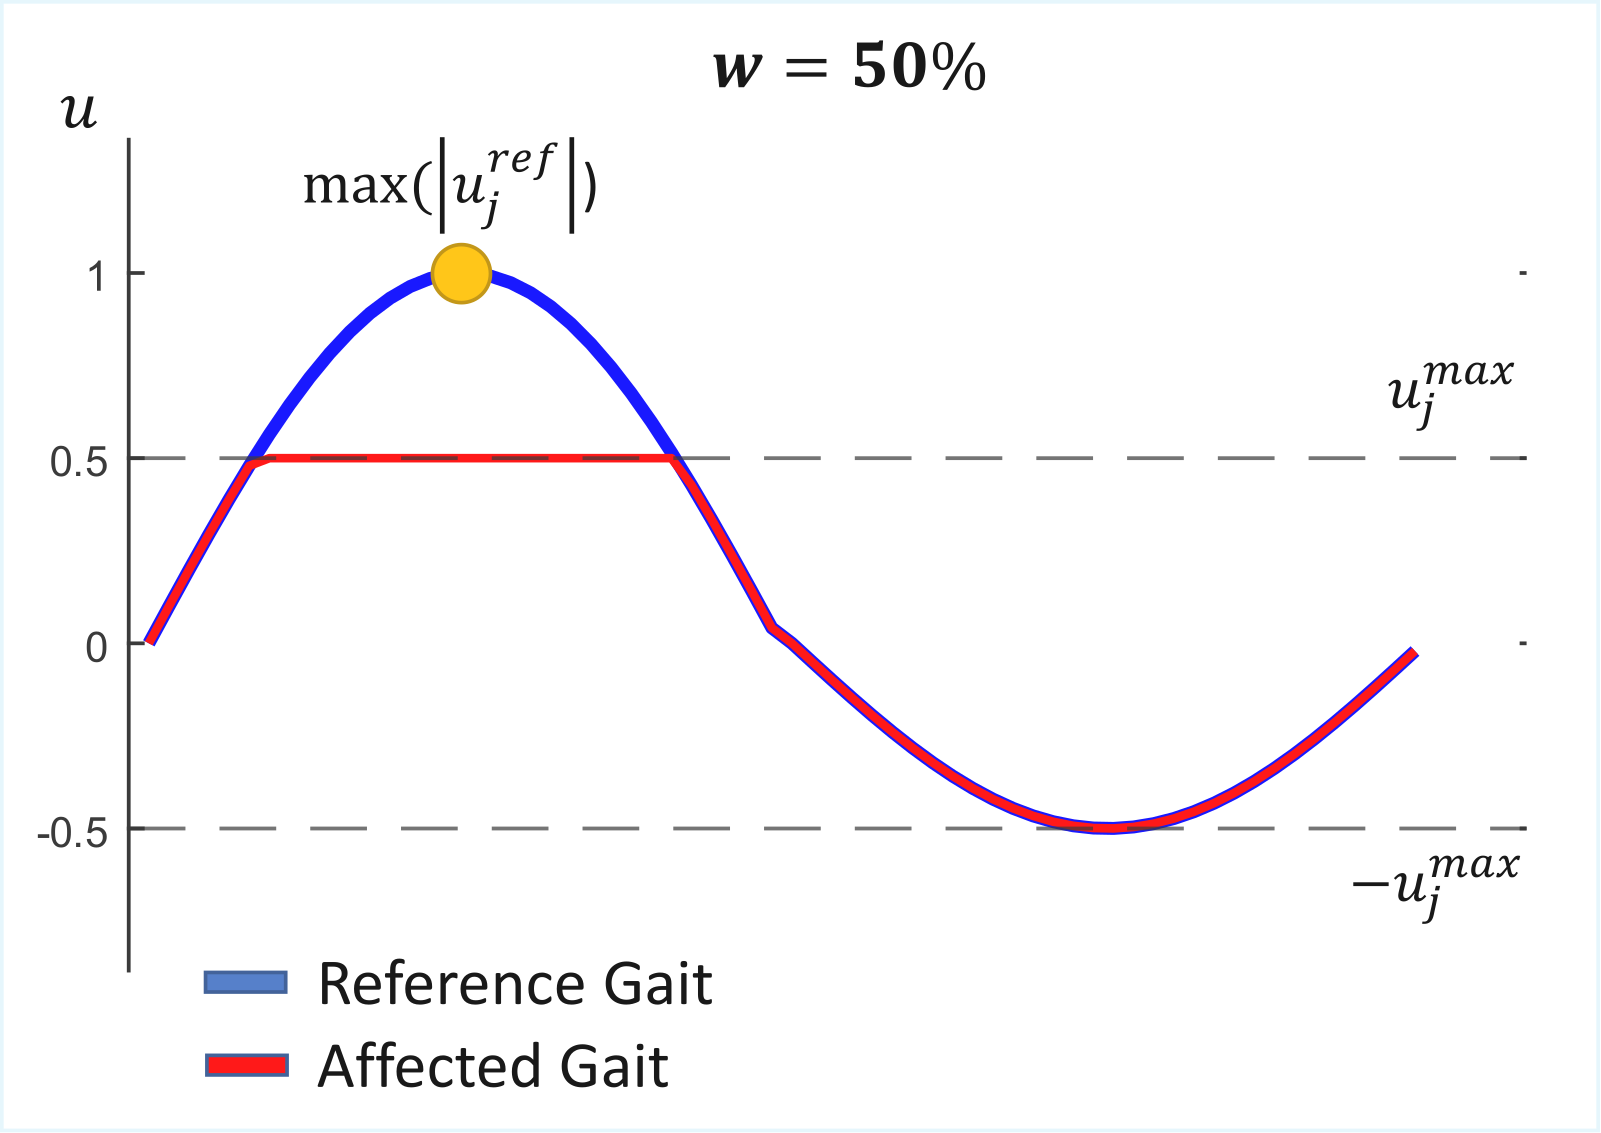 w = 50%
u
max(|u_j^{ref}|)
1
u_j^{max}
0.5
0
-0.5
−u_j^{max}
Reference Gait
Affected Gait